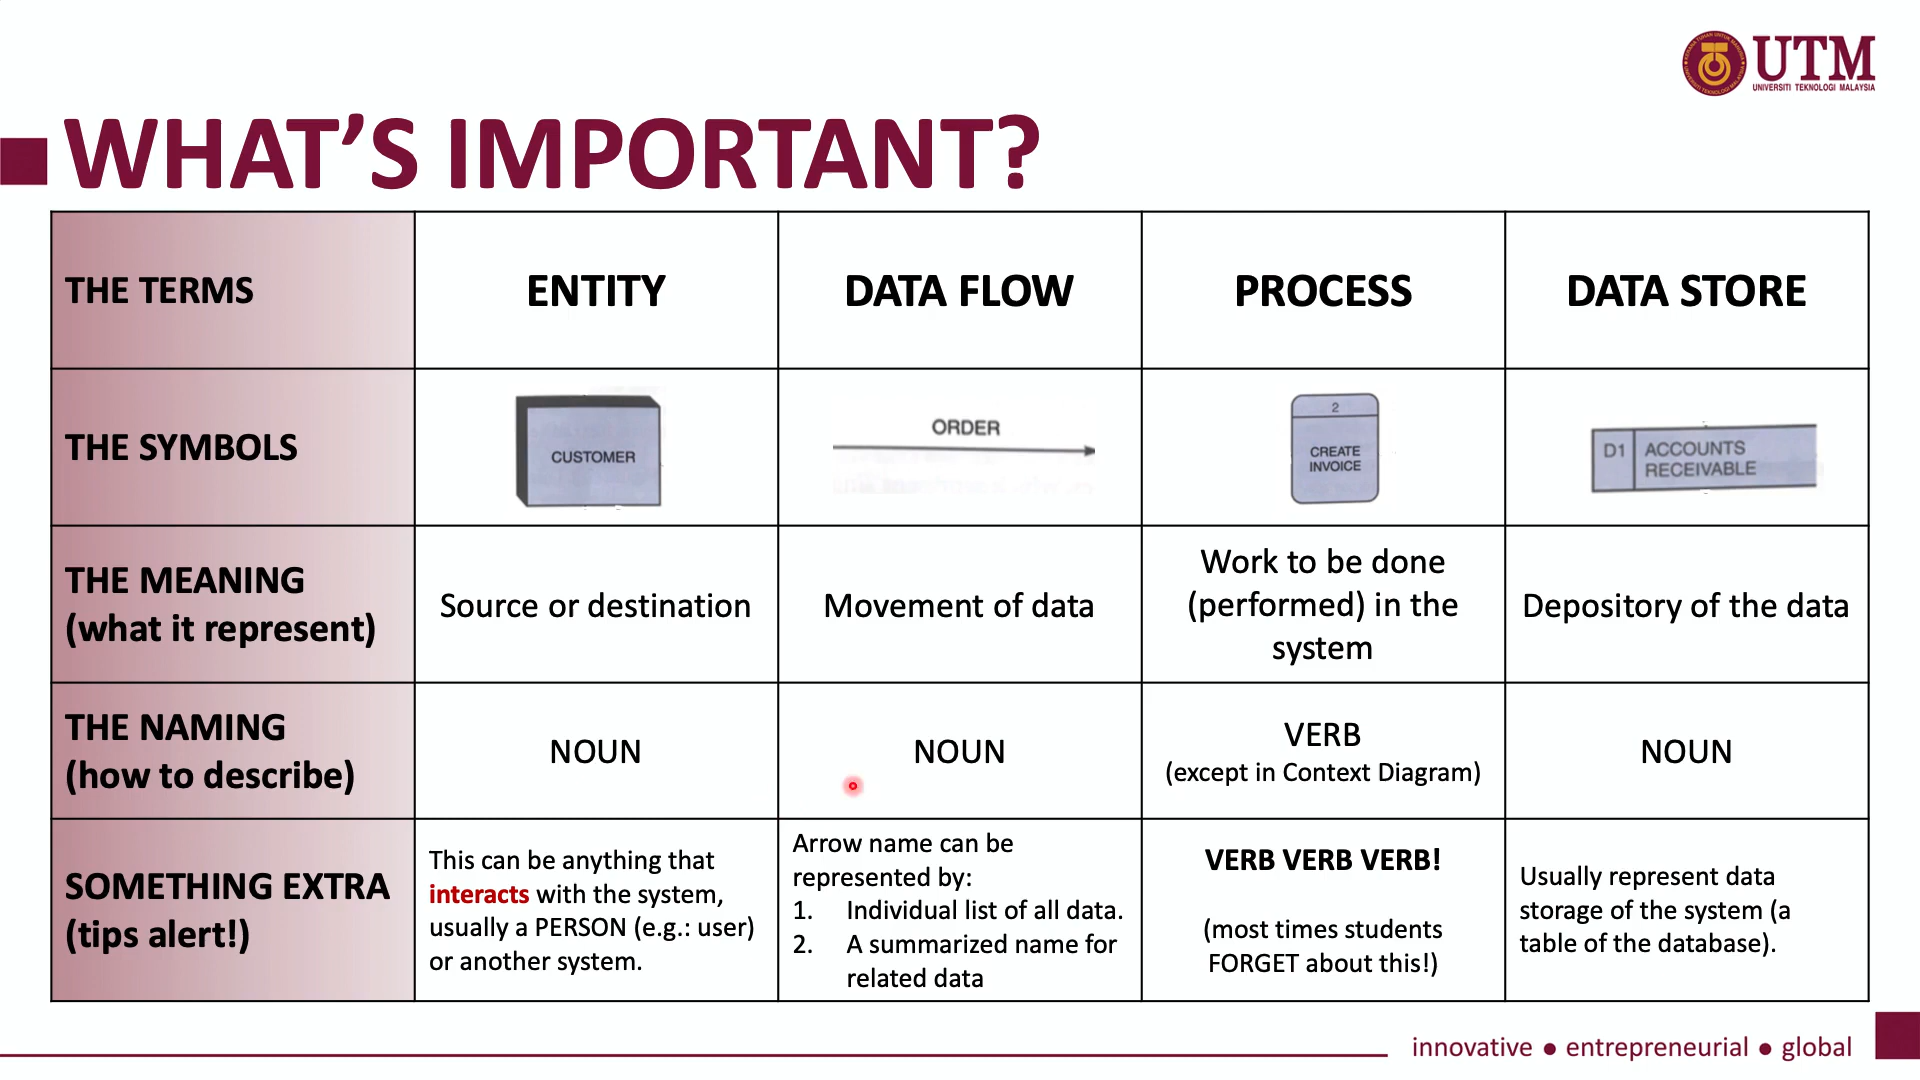 UTM
UNIVERSITI TEKNOLOGI MALAYSIA
WHAT'S IMPORTANT?
THE TERMS
ENTITY
DATA FLOW
PROCESS
DATA STORE
THE SYMBOLS
CUSTOMER
ORDER
2
CREATE
INVOICE
D1
ACCOUNTS
RECEIVABLE
THE MEANING
(what it represent)
Source or destination
Movement of data
Work to be done
(performed) in the
system
Depository of the data
THE NAMING
(how to describe)
NOUN
NOUN
VERB
(except in Context Diagram)
NOUN
SOMETHING EXTRA
(tips alert!)
This can be anything that
interacts with the system,
usually a PERSON (e.g.: user)
or another system.
Arrow name can be
represented by:
1. Individual list of all data.
2. A summarized name for
related data
VERB VERB VERB!
(most times students
FORGET about this!)
Usually represent data
storage of the system (a
table of the database).
innovative ● entrepreneurial ● global